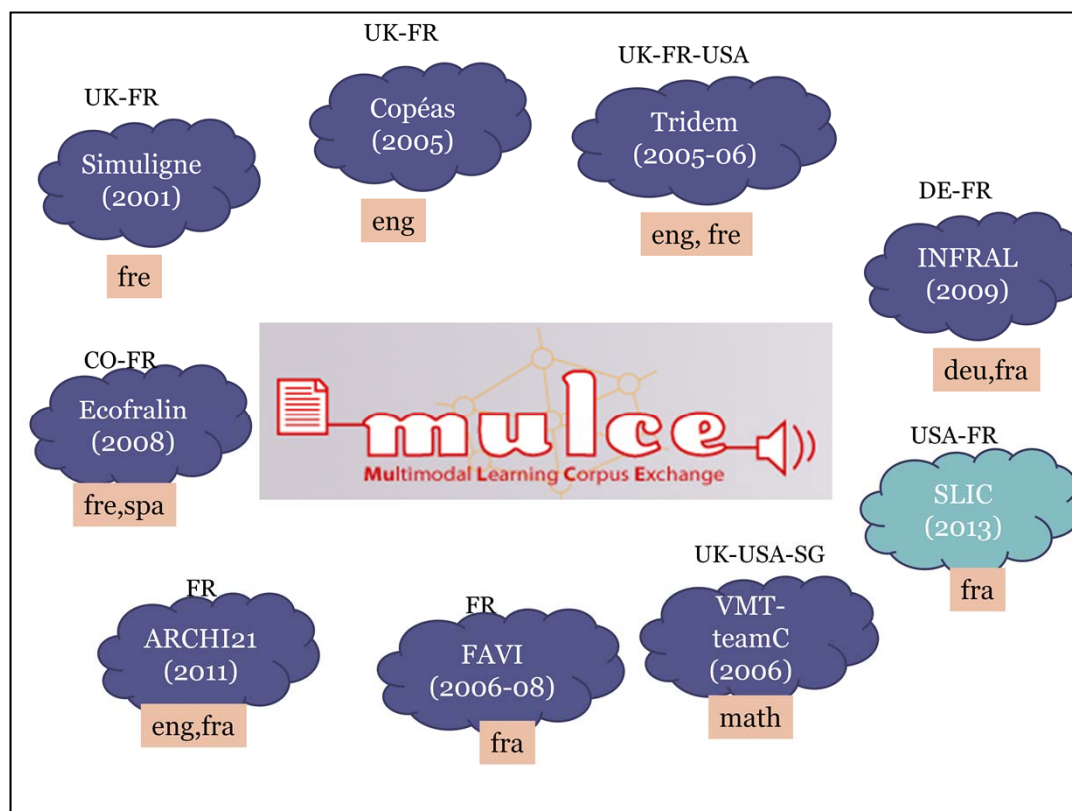 UK-FR
Simuligne
(2001)
fre
UK-FR
Copéas
(2005)
eng
UK-FR-USA
Tridem
(2005-06)
eng, fre
DE-FR
INFRAL
(2009)
deu,fra
CO-FR
Ecofralin
(2008)
fre,spa
mulce
Multimodal Learning Corpus Exchange
USA-FR
SLIC
(2013)
fra
FR
ARCHI21
(2011)
eng,fra
FR
FAVI
(2006-08)
fra
UK-USA-SG
VMT-
teamC
(2006)
math